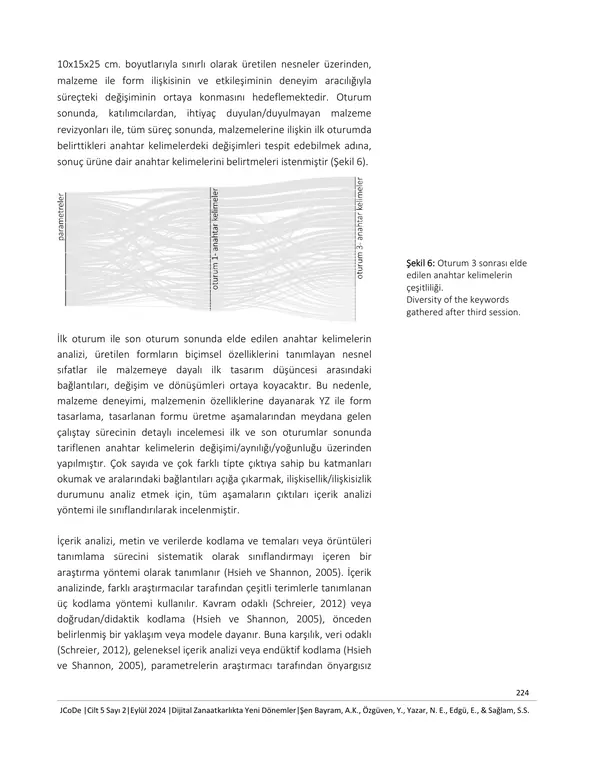 10x15x25 cm. boyutlarıyla sınırlı olarak üretilen nesneler üzerinden,
malzeme ile form ilişkisinin ve etkileşiminin deneyim aracılığıyla
süreçteki değişiminin ortaya konmasını hedeflemektedir. Oturum
sonunda, katılımcılardan, ihtiyaç duyulan/duyulmayan malzeme
revizyonları ile, tüm süreç sonunda, malzemelerine ilişkin ilk oturumda
belirttikleri anahtar kelimelerdeki değişimleri tespit edebilmek adına,
sonuç ürüne dair anahtar kelimelerini belirtmeleri istenmiştir (Şekil 6).
parametreler
oturum 1- anahtar kelimeler
oturum 3- anahtar kelimeler
Şekil 6: Oturum 3 sonrası elde
edilen anahtar kelimelerin
çeşitliliği.
Diversity of the keywords
gathered after third session.
İlk oturum ile son oturum sonunda elde edilen anahtar kelimelerin
analizi, üretilen formların biçimsel özelliklerini tanımlayan nesnel
sıfatlar ile malzemeye dayalı ilk tasarım düşüncesi arasındaki
bağlantıları, değişim ve dönüşümleri ortaya koyacaktır. Bu nedenle,
malzeme deneyimi, malzemenin özelliklerine dayanarak YZ ile form
tasarlama, tasarlanan formu üretme aşamalarından meydana gelen
çalıştay sürecinin detaylı incelemesi ilk ve son oturumlar sonunda
tariflenen anahtar kelimelerin değişimi/aynılığı/yoğunluğu üzerinden
yapılmıştır. Çok sayıda ve çok farklı tipte çıktıya sahip bu katmanları
okumak ve aralarındaki bağlantıları açığa çıkarmak, ilişkisellik/ilişkisizlik
durumunu analiz etmek için, tüm aşamaların çıktıları içerik analizi
yöntemi ile sınıflandırılarak incelenmiştir.
İçerik analizi, metin ve verilerde kodlama ve temaları veya örüntüleri
tanımlama sürecini sistematik olarak sınıflandırmayı içeren bir
araştırma yöntemi olarak tanımlanır (Hsieh ve Shannon, 2005). İçerik
analizinde, farklı araştırmacılar tarafından çeşitli terimlerle tanımlanan
üç kodlama yöntemi kullanılır. Kavram odaklı (Schreier, 2012) veya
doğrudan/didaktik kodlama (Hsieh ve Shannon, 2005), önceden
belirlenmiş bir yaklaşım veya modele dayanır. Buna karşılık, veri odaklı
(Schreier, 2012), geleneksel içerik analizi veya endüktif kodlama (Hsieh
ve Shannon, 2005), parametrelerin araştırmacı tarafından önyargısız
224
JCoDe |Cilt 5 Sayı 2|Eylül 2024 |Dijital Zanaatkarlıkta Yeni Dönemler|Şen Bayram, A.K., Özgüven, Y., Yazar, N. E., Edgü, E., & Sağlam, S.S.